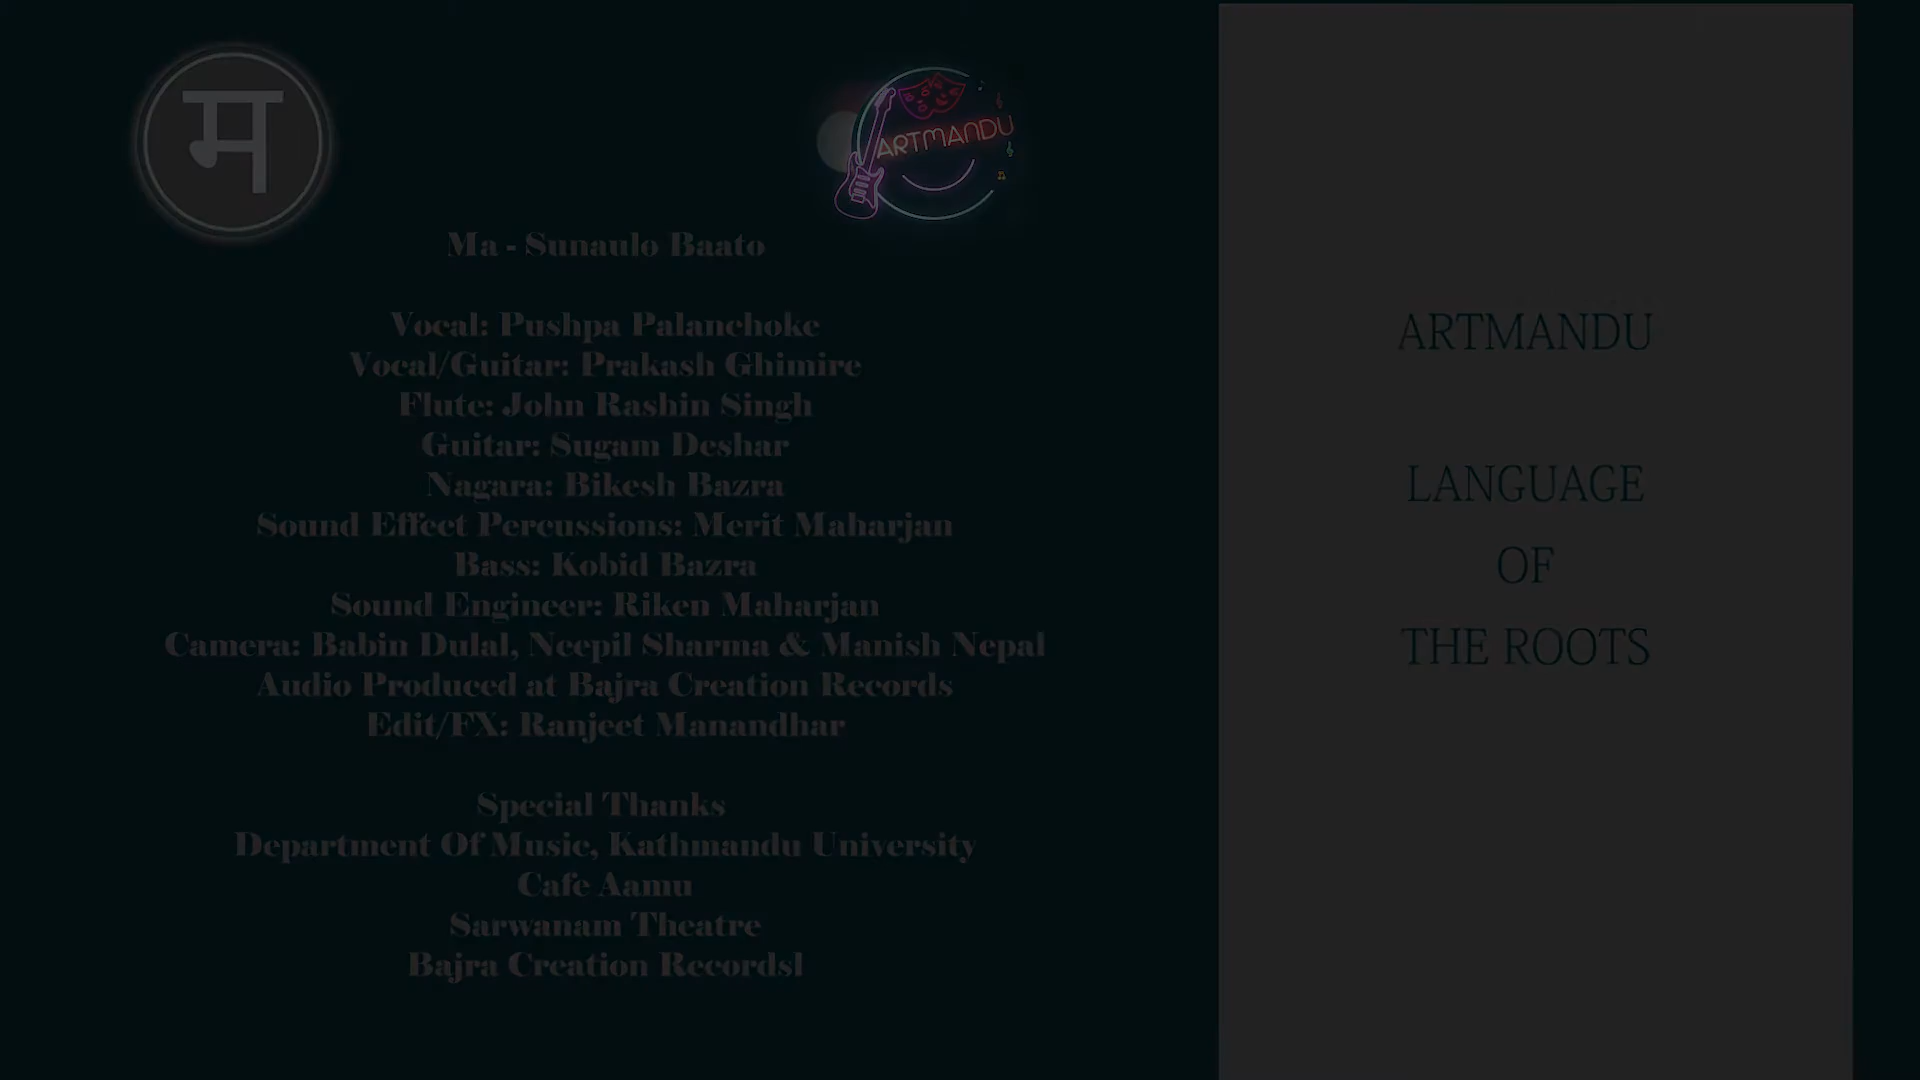 म
ARTMANDU
Ma - Sunaulo Baato
Vocal: Pushpa Palanchoke
Vocal/Guitar: Prakash Ghimire
Flute: John Rashin Singh
Guitar: Sugam Deshar
Nagara: Bikesh Bazra
Sound Effect Percussions: Merit Maharjan
Bass: Kobid Bazra
Sound Engineer: Riken Maharjan
Camera: Babin Dulal, Neepil Sharma & Manish Nepal
Audio Produced at Bajra Creation Records
Edit/FX: Ranjeet Manandhar
Special Thanks
Department Of Music, Kathmandu University
Cafe Aamu
Sarwanam Theatre
Bajra Creation Recordsl
ARTMANDU
LANGUAGE
OF
THE ROOTS